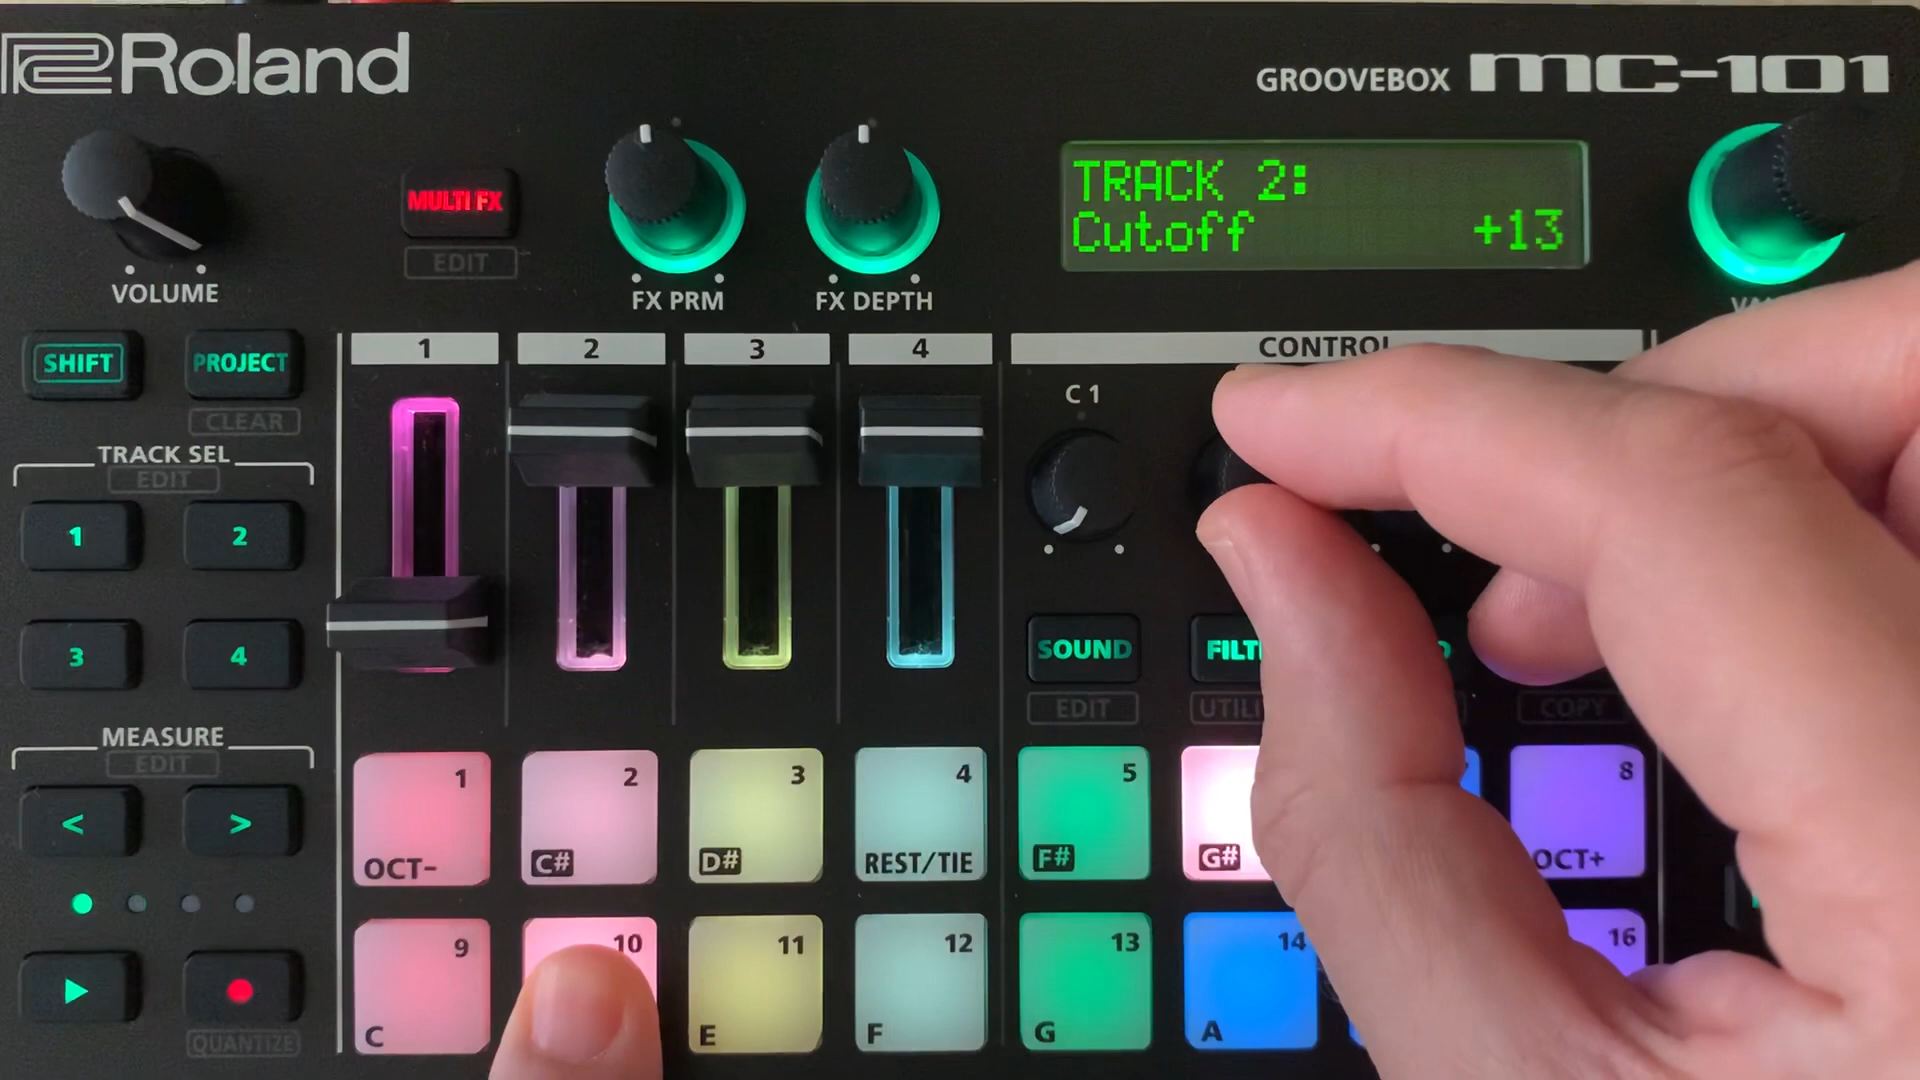 Roland
GROOVEBOX MC-101
MULTI FX
EDIT
TRACK 2:
Cutoff +13
VOLUME
FX PRM
FX DEPTH
SHIFT
PROJECT
CLEAR
1
2
3
4
CONTROL
C 1
TRACK SEL
EDIT
1
2
3
4
SOUND
EDIT
COPY
MEASURE
EDIT
<
>
1
OCT-
2
C#
3
D#
4
REST/TIE
5
F#
G#
8
OCT+
9
C
10
11
E
12
F
13
G
14
A
16
QUANTIZE